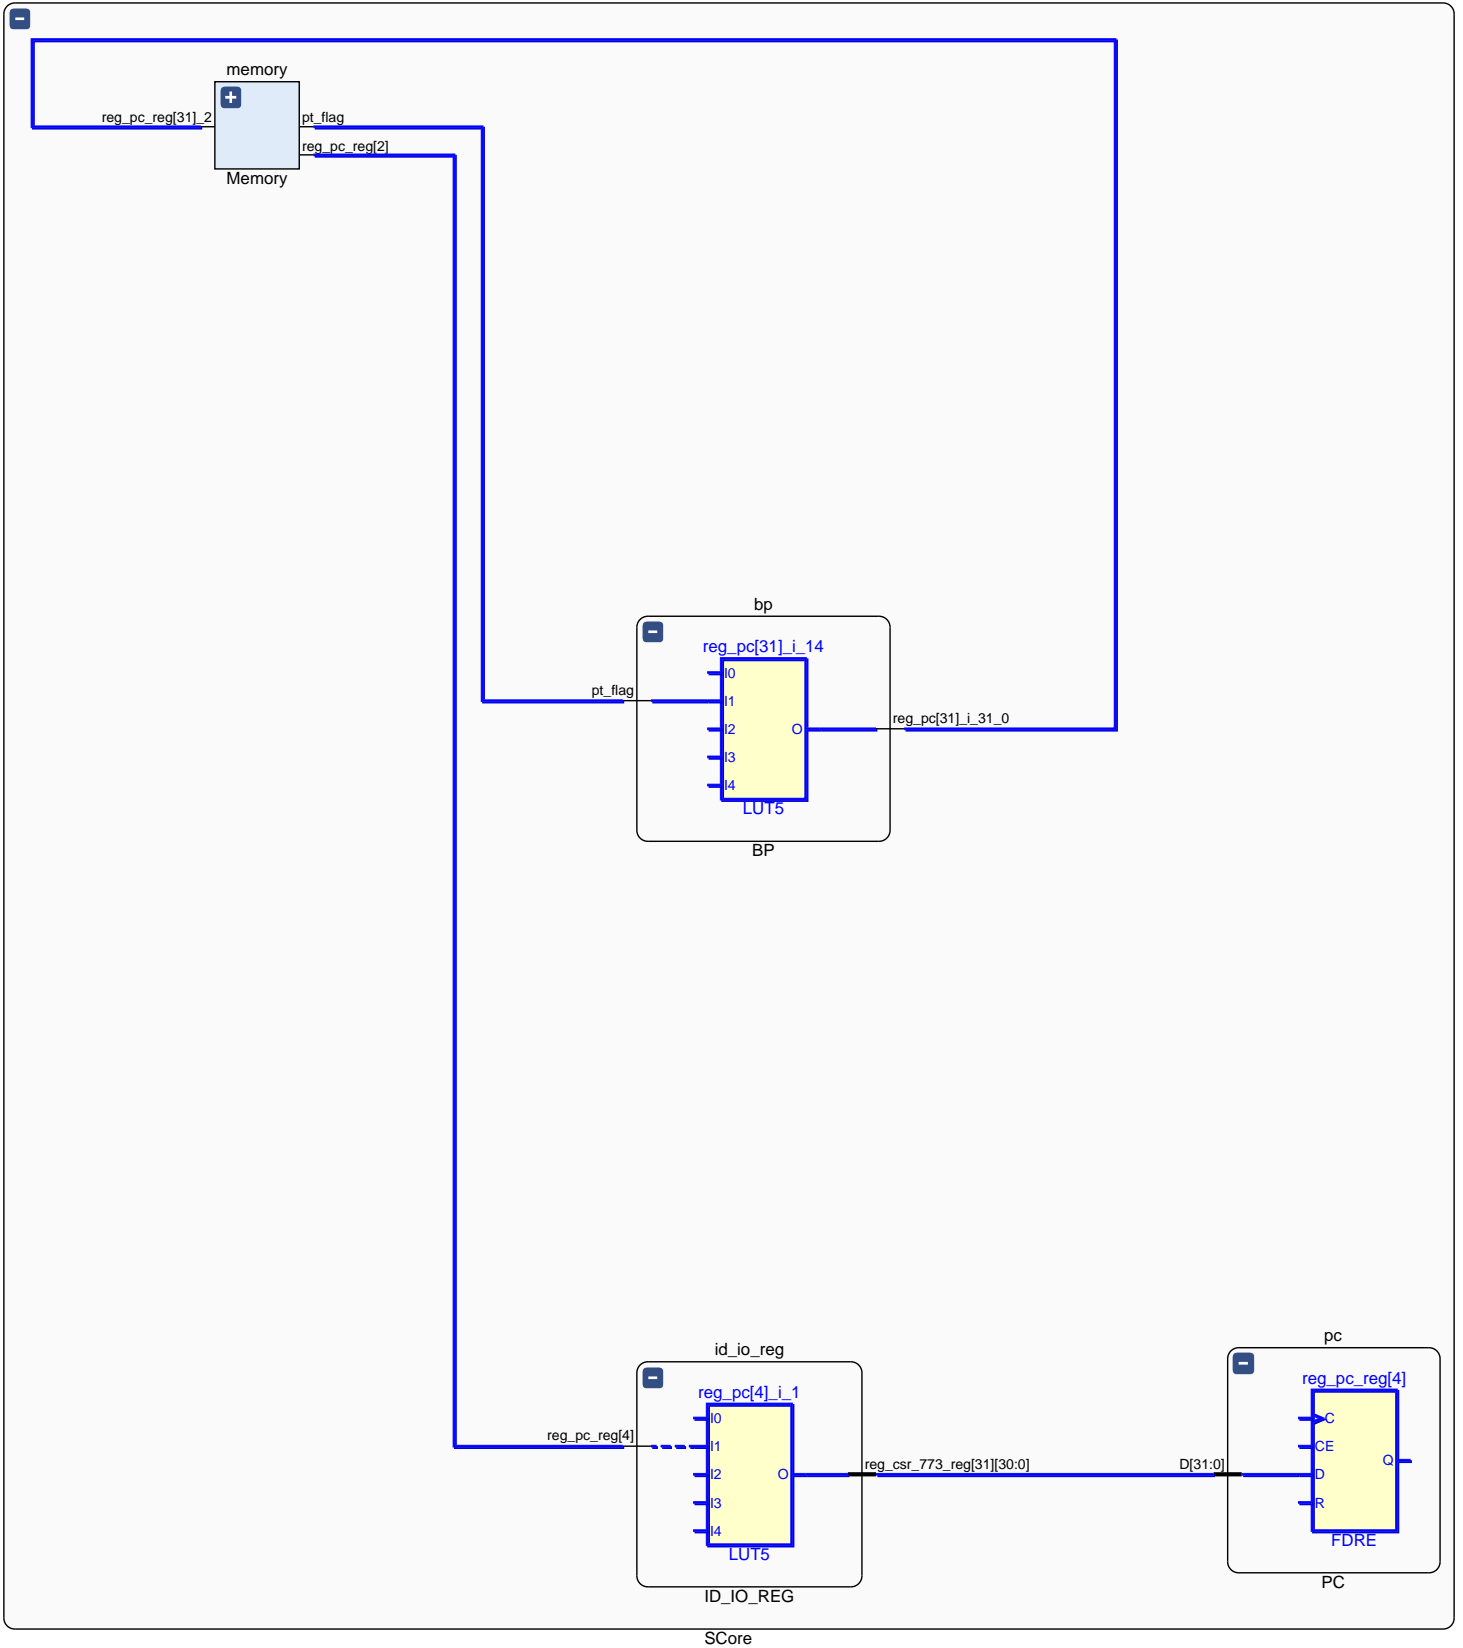 memory
reg_pc_reg[31]_2
pt_flag
reg_pc_reg[2]
Memory
bp
reg_pc[31]_i_14
I0
pt_flag
I1
reg_pc[31]_i_31_0
I2
O
I3
I4
LUT5
BP
pc
id_io_reg
reg_pc_reg[4]
reg_pc[4]_i_1
I0
C
reg_pc_reg[4]
I1
CE
reg_csr_773_reg[31][30:0]
D[31:0]
Q
I2
O
D
I3
R
I4
FDRE
LUT5
PC
ID_IO_REG
SCore